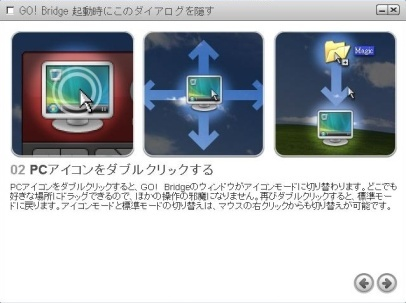 GO! Bridge 起動時にこのダイアログを隠す
Magic
02 PCアイコンをダブルクリックする
PCアイコンをダブルクリックすると、GO! Bridgeのウィンドウがアイコンモードに切り替わります。どこでも
好きな場所にドラッグできるので、ほかの操作の邪魔になりません。再びダブルクリックすると、標準モー
ドに戻ります。アイコンモードと標準モードの切り替えは、マウスの右クリックからも切り替えが可能です。